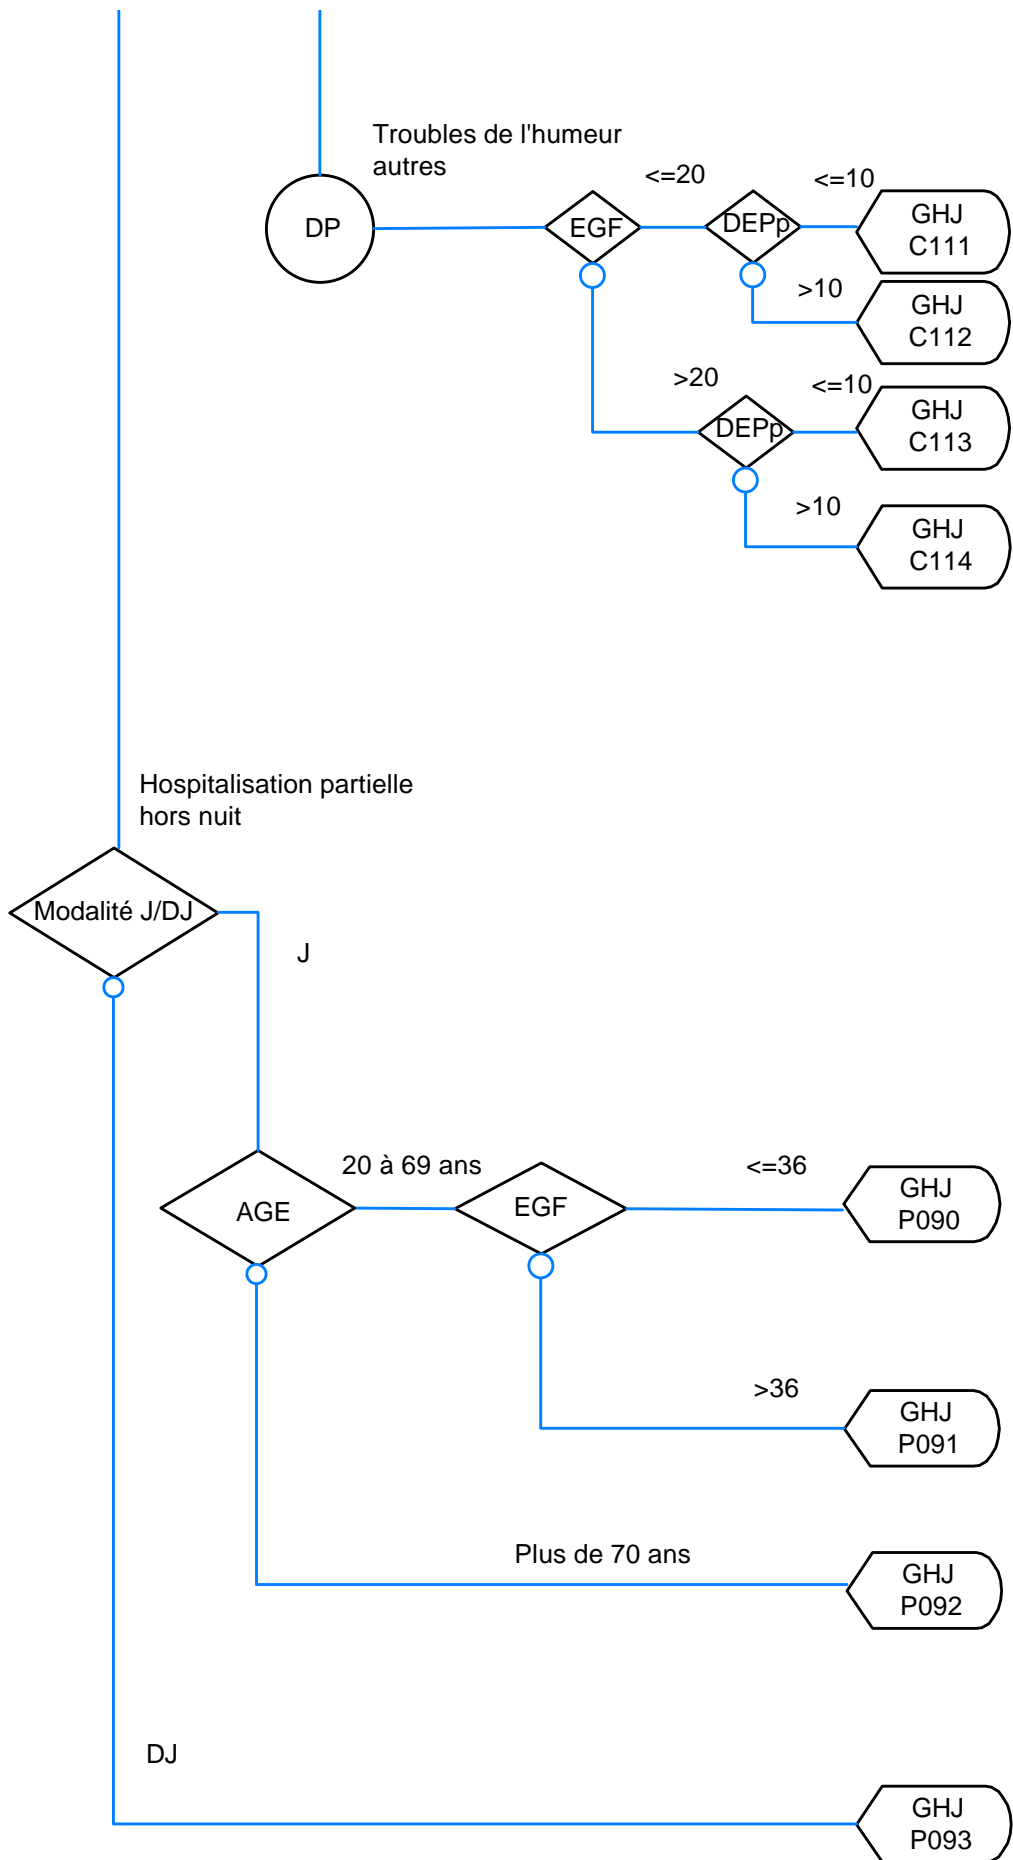 Troubles de l'humeur
autres
<=20
<=10
DP
EGF
DEPp
GHJ
C111
>10
GHJ
C112
>20
<=10
DEPp
GHJ
C113
>10
GHJ
C114
Hospitalisation partielle
hors nuit
Modalité J/DJ
J
20 à 69 ans
<=36
AGE
EGF
GHJ
P090
>36
GHJ
P091
Plus de 70 ans
GHJ
P092
DJ
GHJ
P093